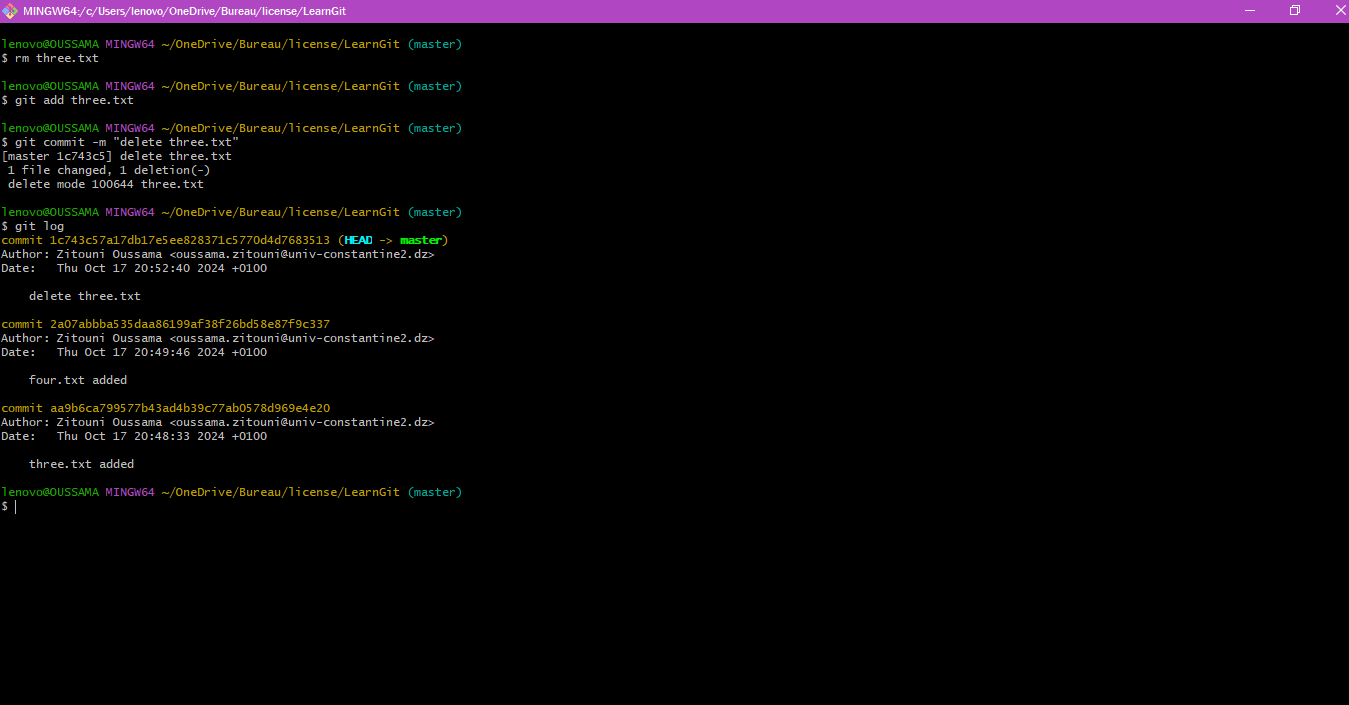 MINGW64:/c/Users/lenovo/OneDrive/Bureau/license/LearnGit
lenovo@OUSSAMA MINGW64 ~/OneDrive/Bureau/license/LearnGit (master)
$ rm three.txt
lenovo@OUSSAMA MINGW64 ~/OneDrive/Bureau/license/LearnGit (master)
$ git add three.txt
lenovo@OUSSAMA MINGW64 ~/OneDrive/Bureau/license/LearnGit (master)
$ git commit -m "delete three.txt"
[master 1c743c5] delete three.txt
 1 file changed, 1 deletion(-)
 delete mode 100644 three.txt
lenovo@OUSSAMA MINGW64 ~/OneDrive/Bureau/license/LearnGit (master)
$ git log
commit 1c743c57a17db17e5ee828371c5770d4d7683513 (HEAD -> master)
Author: Zitouni Oussama <oussama.zitouni@univ-constantine2.dz>
Date:   Thu Oct 17 20:52:40 2024 +0100
    delete three.txt
commit 2a07abbba535daa86199af38f26bd58e87f9c337
Author: Zitouni Oussama <oussama.zitouni@univ-constantine2.dz>
Date:   Thu Oct 17 20:49:46 2024 +0100
    four.txt added
commit aa9b6ca799577b43ad4b39c77ab0578d969e4e20
Author: Zitouni Oussama <oussama.zitouni@univ-constantine2.dz>
Date:   Thu Oct 17 20:48:33 2024 +0100
    three.txt added
lenovo@OUSSAMA MINGW64 ~/OneDrive/Bureau/license/LearnGit (master)
$